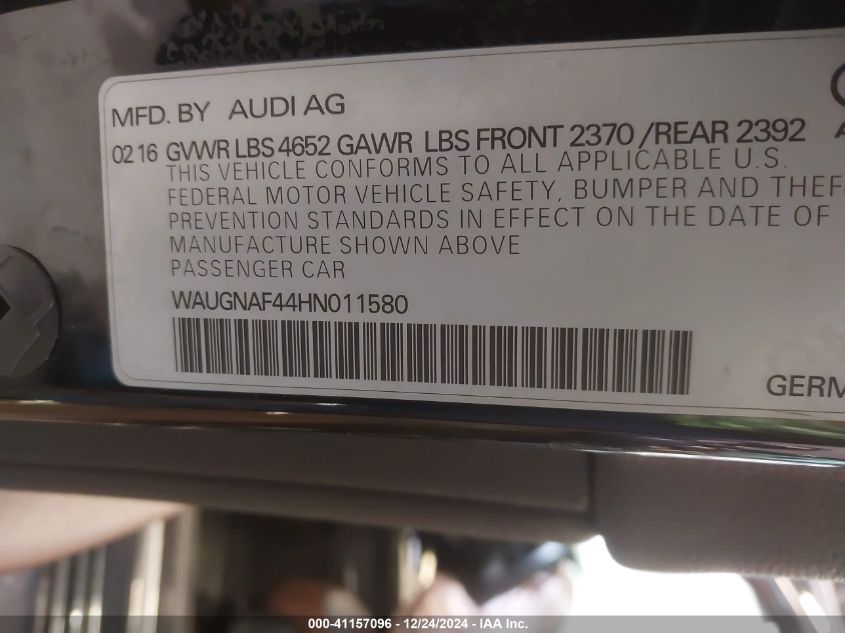 MFD. BY AUDI AG
02 16 GVWR LBS 4652 GAWR LBS FRONT 2370 /REAR 2392
THIS VEHICLE CONFORMS TO ALL APPLICABLE U.S.
FEDERAL MOTOR VEHICLE SAFETY, BUMPER AND THEF
PREVENTION STANDARDS IN EFFECT ON THE DATE OF
MANUFACTURE SHOWN ABOVE
PASSENGER CAR
WAUGNAF44HN011580
GERM
000-41157096 - 12/24/2024 - IAA Inc.